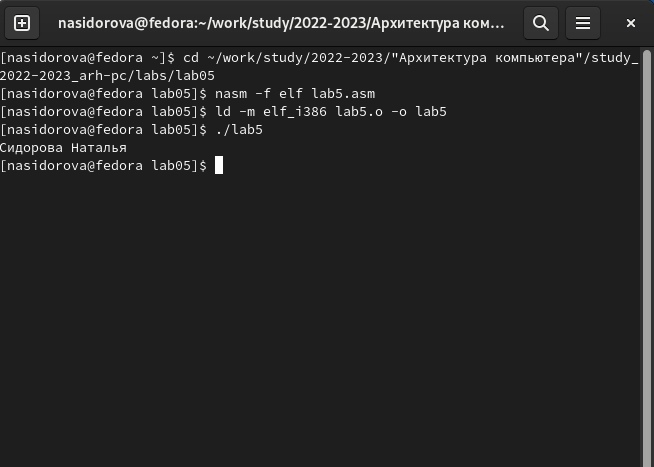 nasidorova@fedora:~/work/study/2022-2023/Архитектура ком...
[nasidorova@fedora ~]$ cd ~/work/study/2022-2023/"Архитектура компьютера"/study_
2022-2023_arh-pc/labs/lab05
[nasidorova@fedora lab05]$ nasm -f elf lab5.asm
[nasidorova@fedora lab05]$ ld -m elf_i386 lab5.o -o lab5
[nasidorova@fedora lab05]$ ./lab5
Сидорова Наталья
[nasidorova@fedora lab05]$